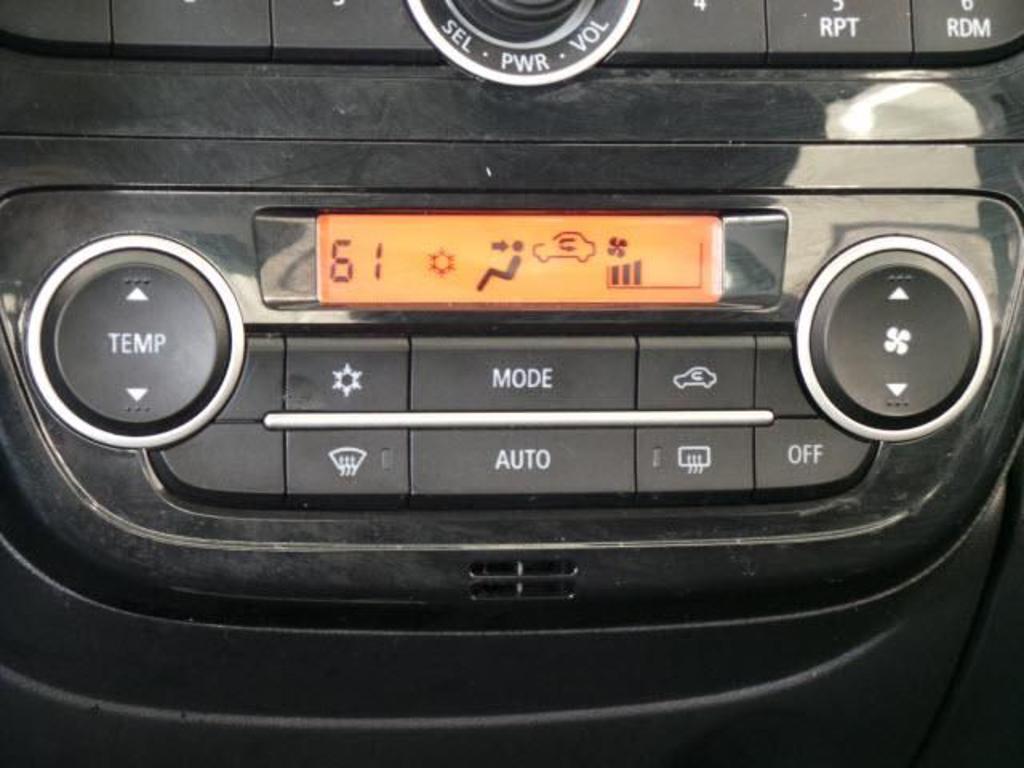 4
5
6
SEL · PWR · VOL
RPT
RDM
61
TEMP
MODE
AUTO
OFF